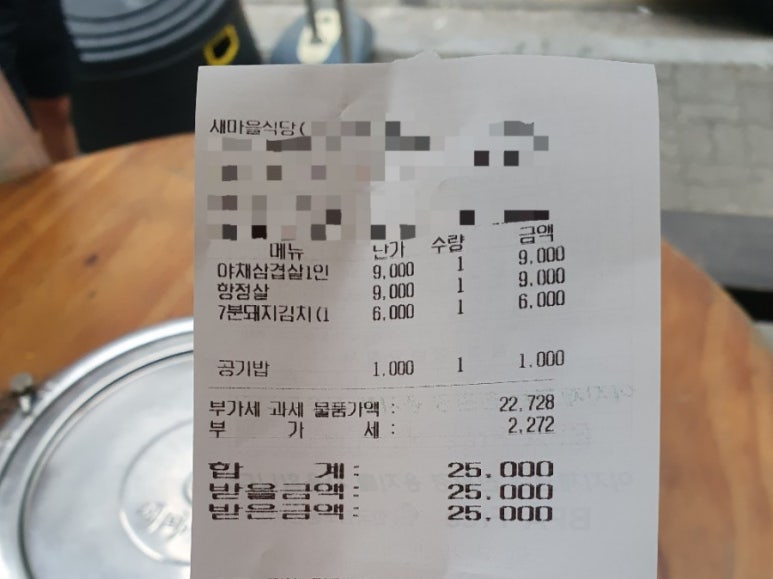 새마을식당(
메뉴 단가 수량 금액
야채삼겹살1인 9,000 1 9,000
항정살 9,000 1 9,000
7분돼지김치(1 6,000 1 6,000
공기밥 1,000 1 1,000
부가세 과세 물품가액 : 22,728
부 가 세 : 2,272
합 계: 25,000
받을금액: 25,000
받은금액: 25,000